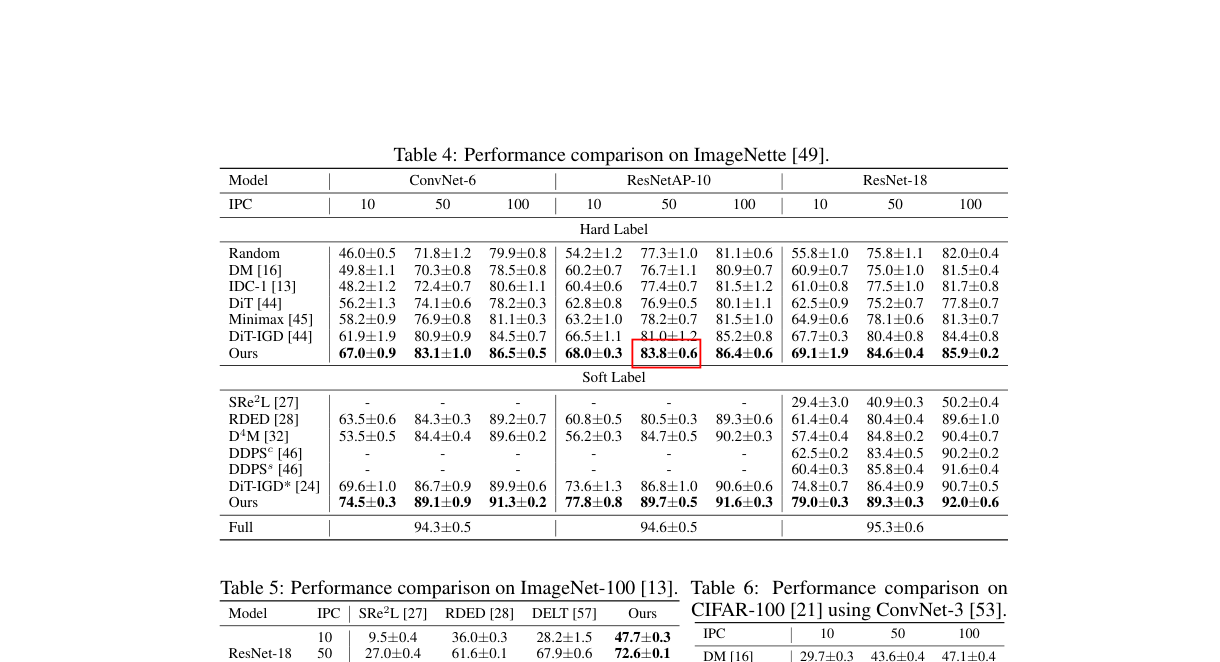 Table 4: Performance comparison on ImageNette [49].
Model ConvNet-6 ResNetAP-10 ResNet-18
IPC 10 50 100 10 50 100 10 50 100
Hard Label
Random 46.0±0.5 71.8±1.2 79.9±0.8 54.2±1.2 77.3±1.0 81.1±0.6 55.8±1.0 75.8±1.1 82.0±0.4
DM [16] 49.8±1.1 70.3±0.8 78.5±0.8 60.2±0.7 76.7±1.1 80.9±0.7 60.9±0.7 75.0±1.0 81.5±0.4
IDC-1 [13] 48.2±1.2 72.4±0.7 80.6±1.1 60.4±0.6 77.4±0.7 81.5±1.2 61.0±0.8 77.5±1.0 81.7±0.8
DiT [44] 56.2±1.3 74.1±0.6 78.2±0.3 62.8±0.8 76.9±0.5 80.1±1.1 62.5±0.9 75.2±0.7 77.8±0.7
Minimax [45] 58.2±0.9 76.9±0.8 81.1±0.3 63.2±1.0 78.2±0.7 81.5±1.0 64.9±0.6 78.1±0.6 81.3±0.7
DiT-IGD [44] 61.9±1.9 80.9±0.9 84.5±0.7 66.5±1.1 81.0±1.2 85.2±0.8 67.7±0.3 80.4±0.8 84.4±0.8
Ours 67.0±0.9 83.1±1.0 86.5±0.5 68.0±0.3 83.8±0.6 86.4±0.6 69.1±1.9 84.6±0.4 85.9±0.2
Soft Label
SRe²L [27] - - - - - - 29.4±3.0 40.9±0.3 50.2±0.4
RDED [28] 63.5±0.6 84.3±0.3 89.2±0.7 60.8±0.5 80.5±0.3 89.3±0.6 61.4±0.4 80.4±0.4 89.6±1.0
D⁴M [32] 53.5±0.5 84.4±0.4 89.6±0.2 56.2±0.3 84.7±0.5 90.2±0.3 57.4±0.4 84.8±0.2 90.4±0.7
DDPSᶜ [46] - - - - - - 62.5±0.2 83.4±0.5 90.2±0.2
DDPSˢ [46] - - - - - - 60.4±0.3 85.8±0.4 91.6±0.4
DiT-IGD* [24] 69.6±1.0 86.7±0.9 89.9±0.6 73.6±1.3 86.8±1.0 90.6±0.6 74.8±0.7 86.4±0.9 90.7±0.5
Ours 74.5±0.3 89.1±0.9 91.3±0.2 77.8±0.8 89.7±0.5 91.6±0.3 79.0±0.3 89.3±0.3 92.0±0.6
Full 94.3±0.5 94.6±0.5 95.3±0.6
Table 5: Performance comparison on ImageNet-100 [13].
Model IPC SRe²L [27] RDED [28] DELT [57] Ours
10 9.5±0.4 36.0±0.3 28.2±1.5 47.7±0.3
ResNet-18 50 27.0±0.4 61.6±0.1 67.9±0.6 72.6±0.1
Table 6: Performance comparison on
CIFAR-100 [21] using ConvNet-3 [53].
IPC 10 50 100
DM [16] 29.7±0.3 43.6±0.4 47.1±0.4